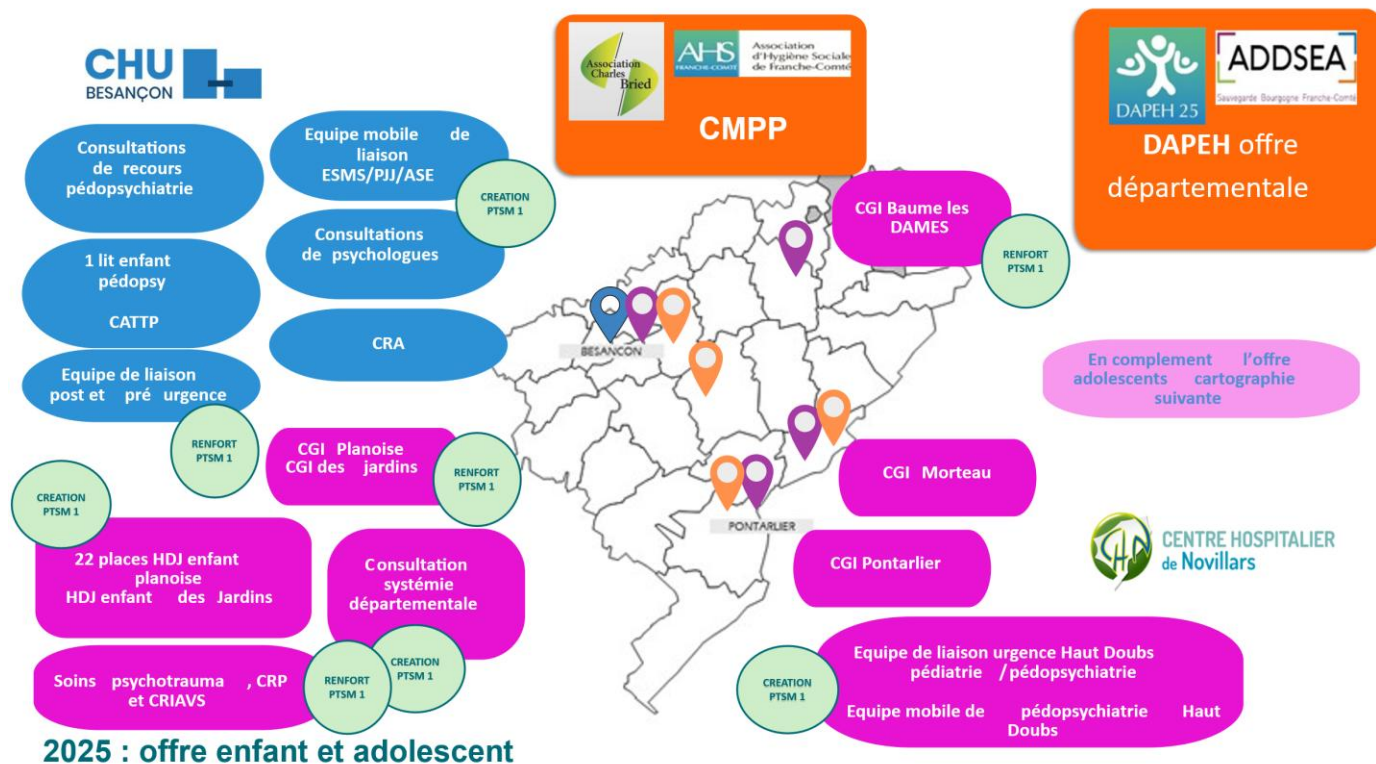 CHU
BESANÇON
Consultations
de recours
pédopsychiatrie
Equipe mobile de
liaison
ESMS/PJJ/ASE
CREATION
PTSM 1
Consultations
de psychologues
1 lit enfant
pédopsy
CATTP
CRA
Equipe de liaison
post et pré urgence
RENFORT
PTSM 1
Association
Charles
Bried
AHS
FRANCHE-COMTÉ
Association
d'Hygiène Sociale
de Franche-Comté
CMPP
DAPEH 25
ADDSEA
Sauvegarde Bourgogne Franche-Comté
DAPEH offre
départementale
CGI Baume les
DAMES
RENFORT
PTSM 1
BESANÇON
PONTARLIER
En complement l'offre
adolescents cartographie
suivante
CGI Planoise
CGI des jardins
RENFORT
PTSM 1
CGI Morteau
CREATION
PTSM 1
22 places HDJ enfant
planoise
HDJ enfant des Jardins
Consultation
systémie
départementale
CREATION
PTSM 1
CGI Pontarlier
CHN
CENTRE HOSPITALIER
de Novillars
Soins psychotrauma , CRP
et CRIAVS
RENFORT
PTSM 1
CREATION
PTSM 1
Equipe de liaison urgence Haut Doubs
pédiatrie /pédopsychiatrie
Equipe mobile de pédopsychiatrie Haut
Doubs
2025 : offre enfant et adolescent